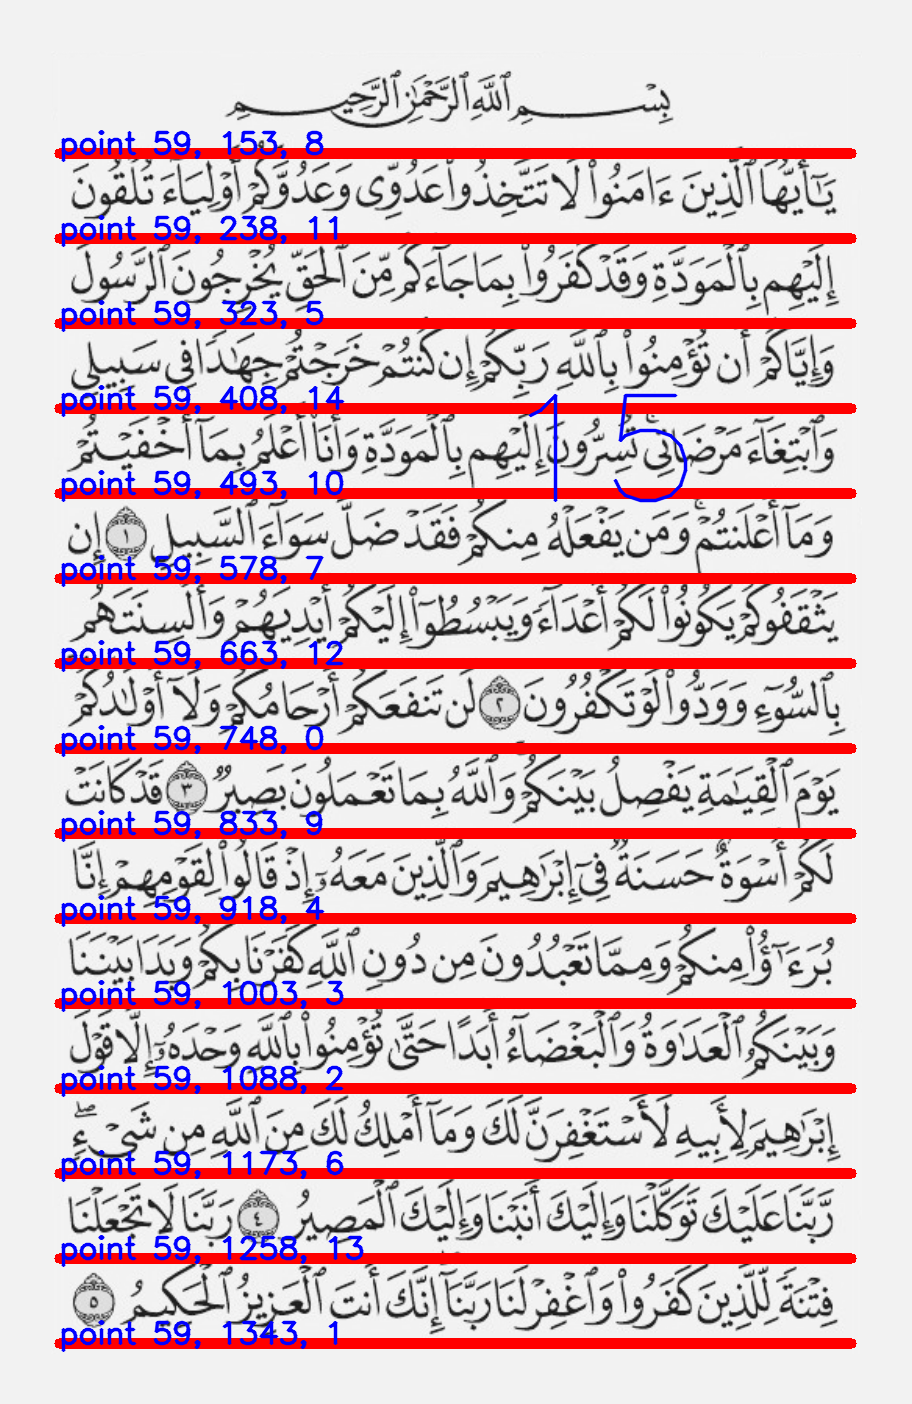 بِسْمِ ٱللَّهِ ٱلرَّحْمَٰنِ ٱلرَّحِيمِ
point 59, 153, 8
يَٰٓأَيُّهَا ٱلَّذِينَ ءَامَنُوا۟ لَا تَتَّخِذُوا۟ عَدُوِّى وَعَدُوَّكُمْ أَوْلِيَآءَ تُلْقُونَ
point 59, 238, 11
إِلَيْهِم بِٱلْمَوَدَّةِ وَقَدْ كَفَرُوا۟ بِمَا جَآءَكُم مِّنَ ٱلْحَقِّ يُخْرِجُونَ ٱلرَّسُولَ
point 59, 323, 5
وَإِيَّاكُمْ أَن تُؤْمِنُوا۟ بِٱللَّهِ رَبِّكُمْ إِن كُنتُمْ خَرَجْتُمْ جِهَٰدًا فِى سَبِيلِى
point 59, 408, 14
15
وَٱبْتِغَآءَ مَرْضَاتِى ۚ تُسِرُّونَ إِلَيْهِم بِٱلْمَوَدَّةِ وَأَنَا۠ أَعْلَمُ بِمَآ أَخْفَيْتُمْ
point 59, 493, 10
وَمَآ أَعْلَنتُمْ ۚ وَمَن يَفْعَلْهُ مِنكُمْ فَقَدْ ضَلَّ سَوَآءَ ٱلسَّبِيلِ ١ إِن
point 59, 578, 7
يَثْقَفُوكُمْ يَكُونُوا۟ لَكُمْ أَعْدَآءً وَيَبْسُطُوٓا۟ إِلَيْكُمْ أَيْدِيَهُمْ وَأَلْسِنَتَهُم
point 59, 663, 12
بِٱلسُّوٓءِ وَوَدُّوا۟ لَوْ تَكْفُرُونَ ٢ لَن تَنفَعَكُمْ أَرْحَامُكُمْ وَلَآ أَوْلَٰدُكُمْ
point 59, 748, 0
يَوْمَ ٱلْقِيَٰمَةِ يَفْصِلُ بَيْنَكُمْ وَٱللَّهُ بِمَا تَعْمَلُونَ بَصِيرٌ ٣ قَدْ كَانَتْ
point 59, 833, 9
لَكُمْ أُسْوَةٌ حَسَنَةٌ فِىٓ إِبْرَٰهِيمَ وَٱلَّذِينَ مَعَهُۥٓ إِذْ قَالُوا۟ لِقَوْمِهِمْ إِنَّا
point 59, 918, 4
بُرَءَٰٓؤُا۟ مِنكُمْ وَمِمَّا تَعْبُدُونَ مِن دُونِ ٱللَّهِ كَفَرْنَا بِكُمْ وَبَدَا بَيْنَنَا
point 59, 1003, 3
وَبَيْنَكُمُ ٱلْعَدَٰوَةُ وَٱلْبَغْضَآءُ أَبَدًا حَتَّىٰ تُؤْمِنُوا۟ بِٱللَّهِ وَحْدَهُۥٓ إِلَّا قَوْلَ
point 59, 1088, 2
إِبْرَٰهِيمَ لِأَبِيهِ لَأَسْتَغْفِرَنَّ لَكَ وَمَآ أَمْلِكُ لَكَ مِنَ ٱللَّهِ مِن شَىْءٍ ۖ
point 59, 1173, 6
رَّبَّنَا عَلَيْكَ تَوَكَّلْنَا وَإِلَيْكَ أَنَبْنَا وَإِلَيْكَ ٱلْمَصِيرُ ٤ رَبَّنَا لَا تَجْعَلْنَا
point 59, 1258, 13
فِتْنَةً لِّلَّذِينَ كَفَرُوا۟ وَٱغْفِرْ لَنَا رَبَّنَآ إِنَّكَ أَنتَ ٱلْعَزِيزُ ٱلْحَكِيمُ ٥
point 59, 1343, 1